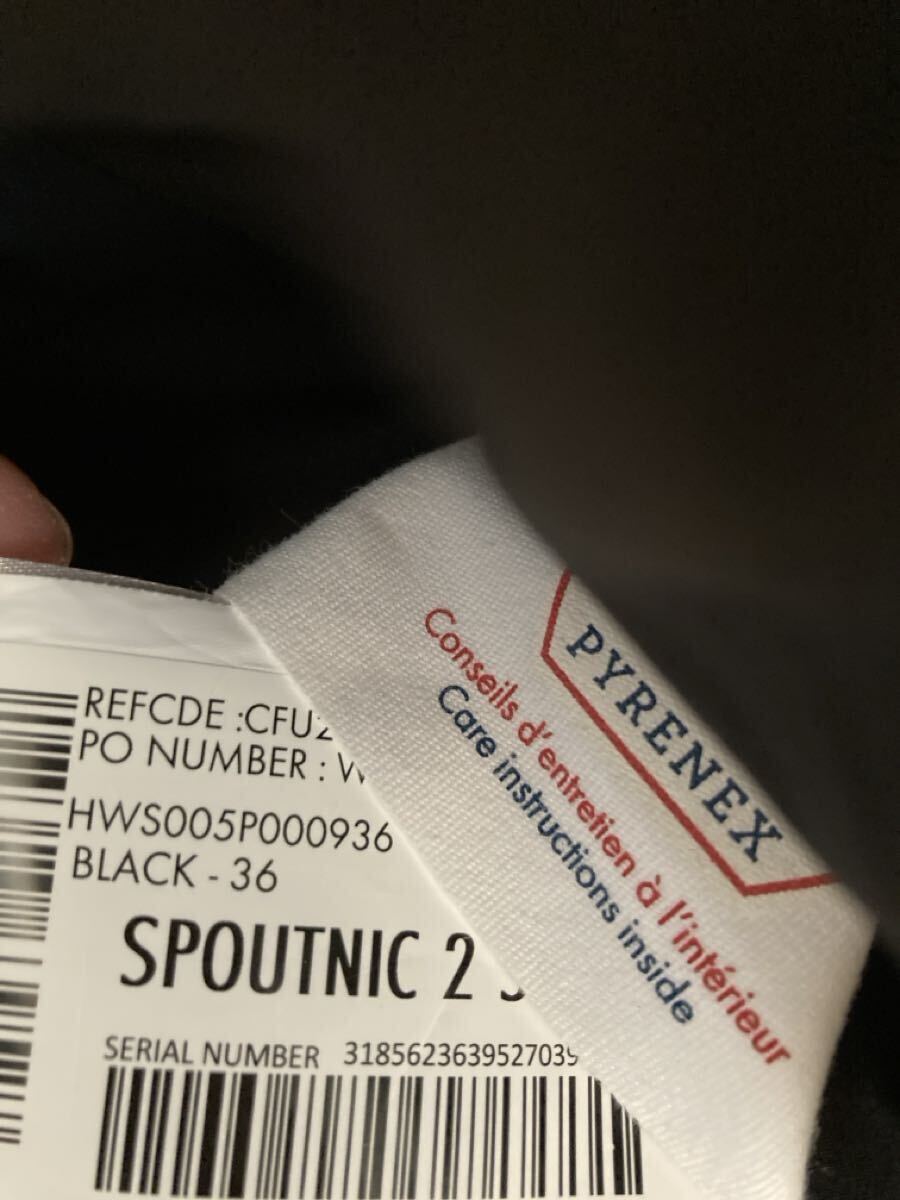 REFCDE :CFU2
PO NUMBER :
HWS005P000936
BLACK - 36
SPOUTNIC 2
SERIAL NUMBER 318562363952703
PYRENEX
Conseils d'entretien à l'intérieur
Care instructions inside